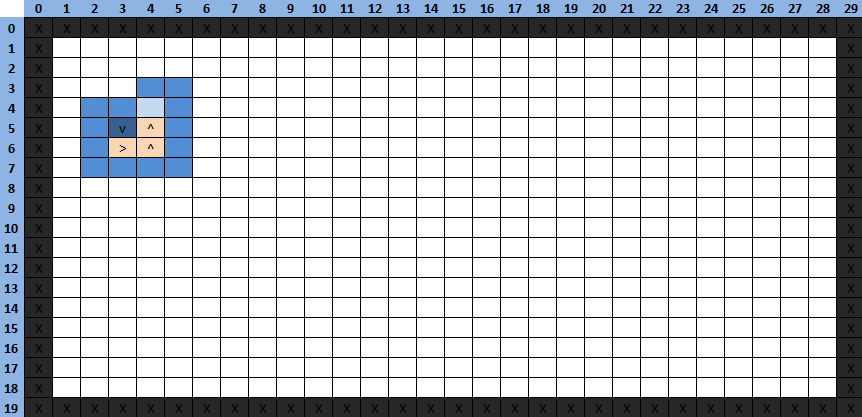 0 1 2 3 4 5 6 7 8 9 10 11 12 13 14 15 16 17 18 19 20 21 22 23 24 25 26 27 28 29
0 X X X X X X X X X X X X X X X X X X X X X X X X X X X X X X
1 X X
2 X X
3 X X
4 X X
5 X v ^ X
6 X > ^ X
7 X X
8 X X
9 X X
10 X X
11 X X
12 X X
13 X X
14 X X
15 X X
16 X X
17 X X
18 X X
19 X X X X X X X X X X X X X X X X X X X X X X X X X X X X X X